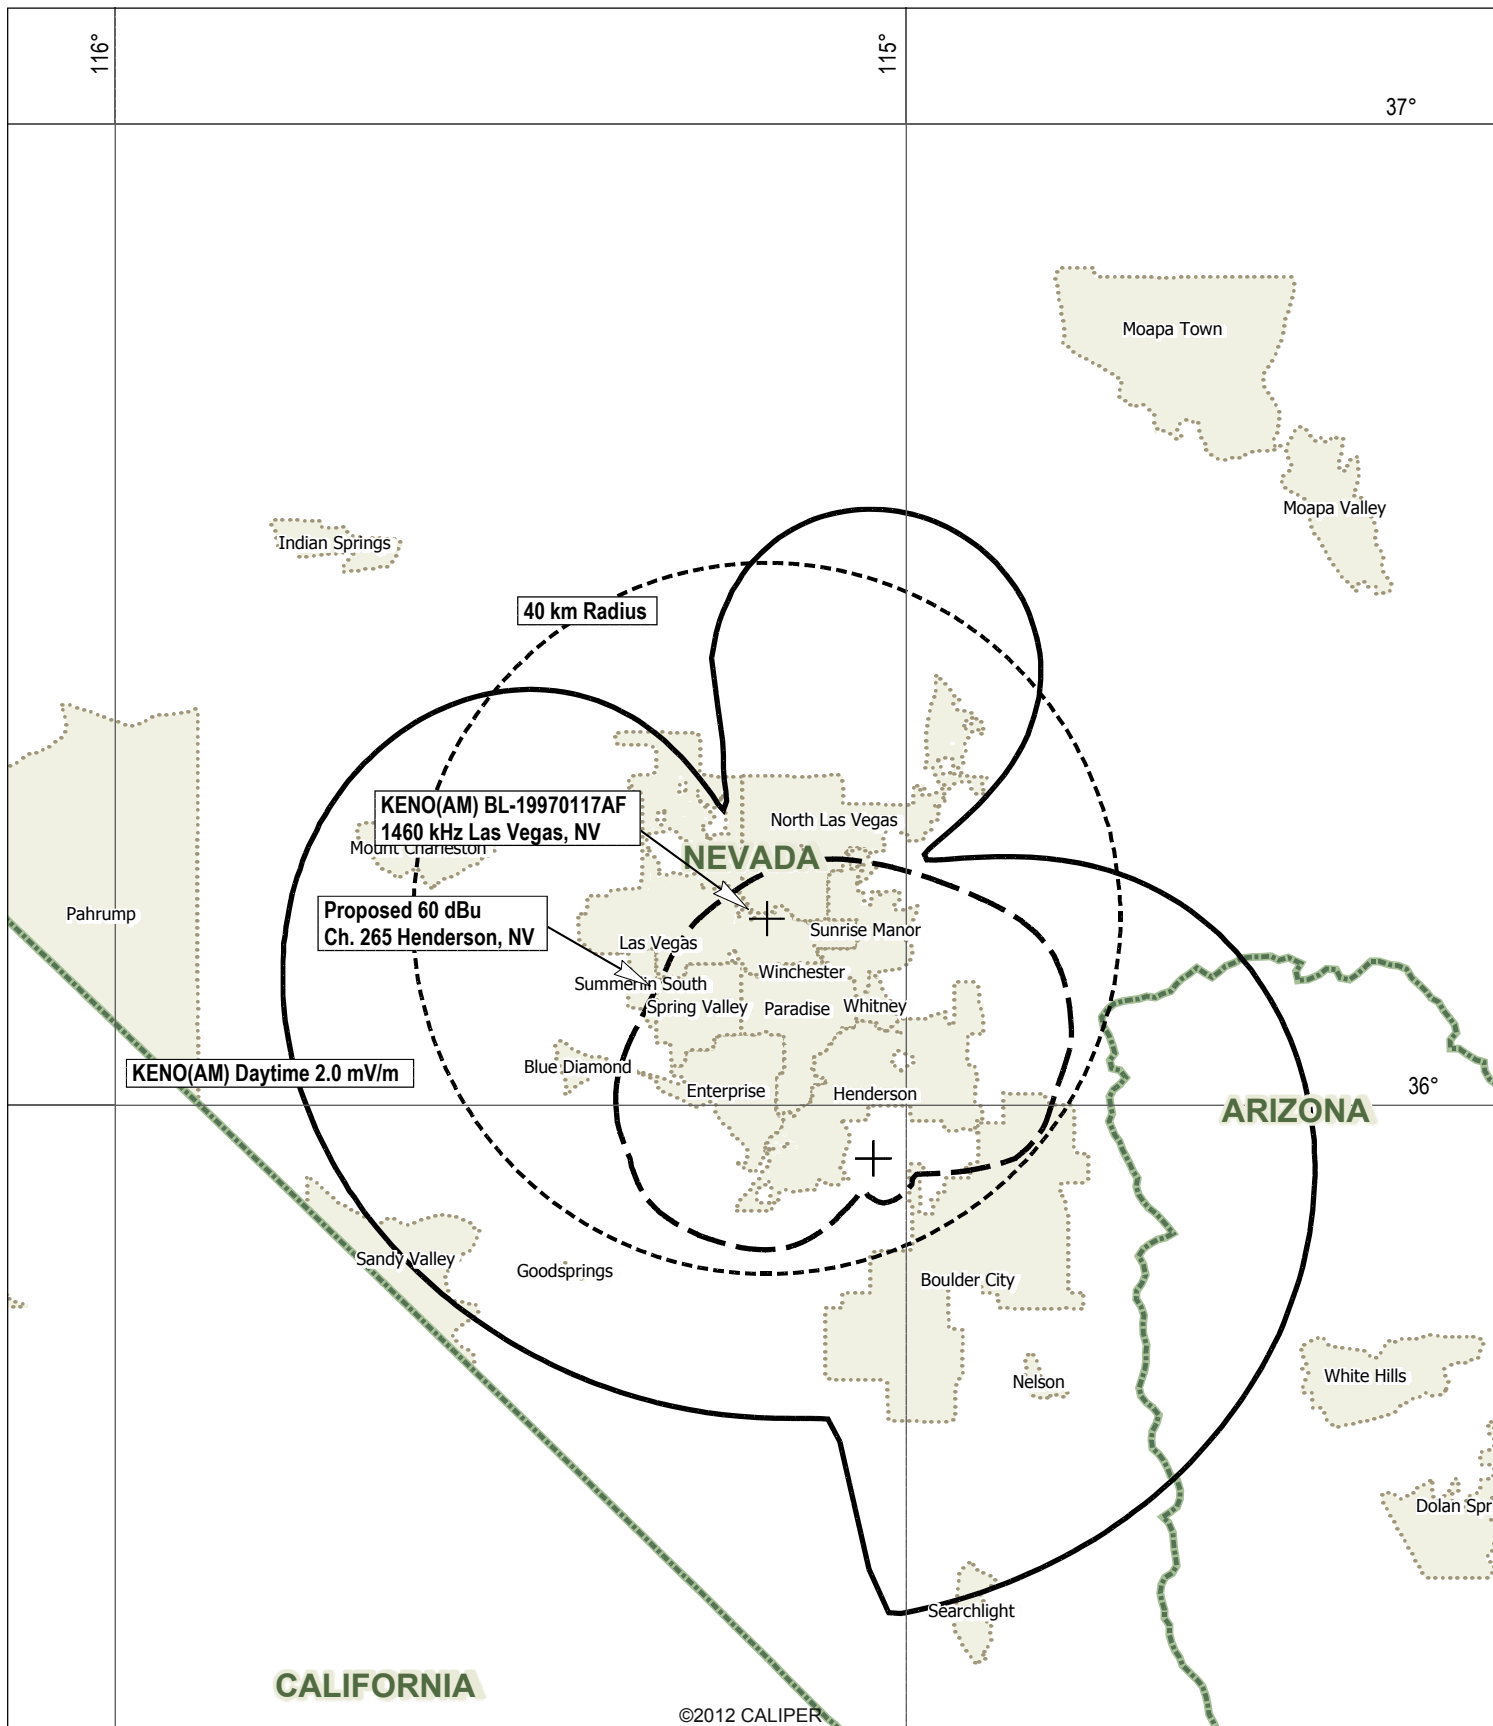 116°
115°
37°
Moapa Town
Moapa Valley
Indian Springs
40 km Radius
KENO(AM) BL-19970117AF
1460 kHz Las Vegas, NV
North Las Vegas
Mount Charleston
NEVADA
Proposed 60 dBu
Ch. 265 Henderson, NV
Pahrump
Sunrise Manor
Las Vegas
Winchester
Summerlin South
Spring Valley
Paradise
Whitney
Blue Diamond
KENO(AM) Daytime 2.0 mV/m
Enterprise
Henderson
36°
ARIZONA
Sandy Valley
Goodsprings
Boulder City
Nelson
White Hills
Dolan Spr
Searchlight
CALIFORNIA
©2012 CALIPER